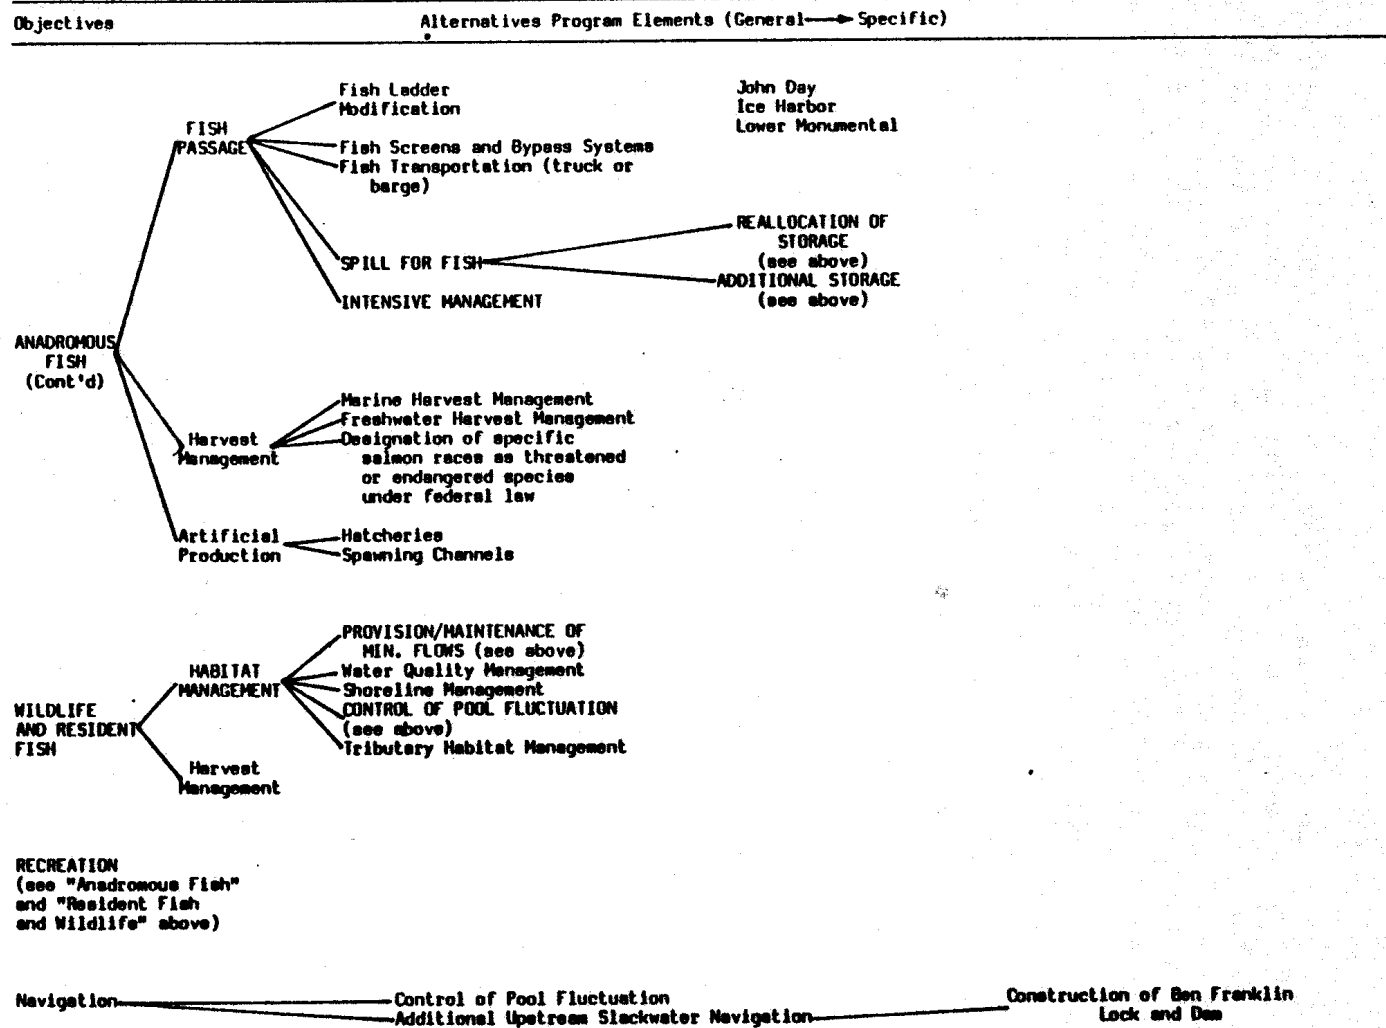 Objectives
Alternatives Program Elements (General → Specific)
Fish Ladder
Modification
John Day
Ice Harbor
Lower Monumental
FISH
PASSAGE
Fish Screens and Bypass Systems
Fish Transportation (truck or
barge)
REALLOCATION OF
STORAGE
(see above)
SPILL FOR FISH
ADDITIONAL STORAGE
(see above)
INTENSIVE MANAGEMENT
ANADROMOUS
FISH
(Cont'd)
Marine Harvest Management
Freshwater Harvest Management
Harvest
Management
Designation of specific
salmon races as threatened
or endangered species
under federal law
Artificial
Production
Hatcheries
Spawning Channels
PROVISION/MAINTENANCE OF
MIN. FLOWS (see above)
HABITAT
MANAGEMENT
Water Quality Management
Shoreline Management
CONTROL OF POOL FLUCTUATION
(see above)
Tributary Habitat Management
WILDLIFE
AND RESIDENT
FISH
Harvest
Management
RECREATION
(see "Anadromous Fish"
and "Resident Fish
and Wildlife" above)
Navigation
Control of Pool Fluctuation
Additional Upstream Slackwater Navigation
Construction of Ben Franklin
Lock and Dam